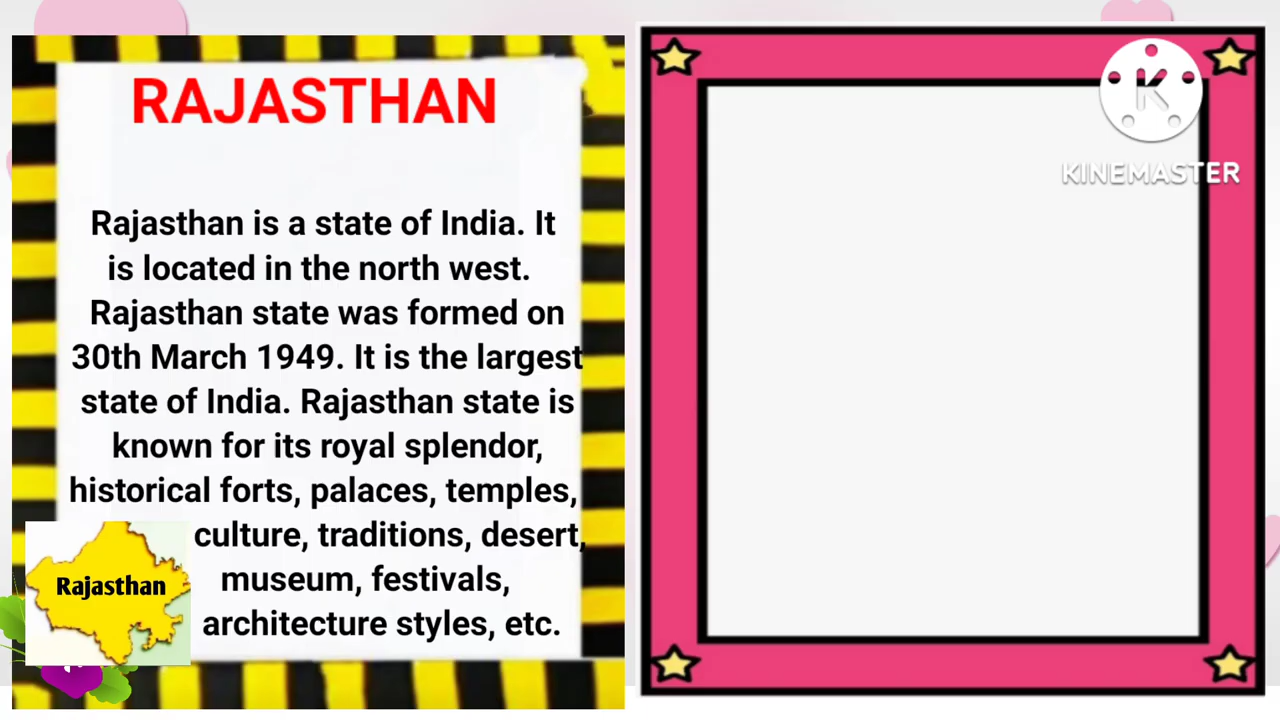 RAJASTHAN
Rajasthan is a state of India. It
is located in the north west.
Rajasthan state was formed on
30th March 1949. It is the largest
state of India. Rajasthan state is
known for its royal splendor,
historical forts, palaces, temples,
culture, traditions, desert,
museum, festivals,
architecture styles, etc.
Rajasthan
K
KINEMASTER